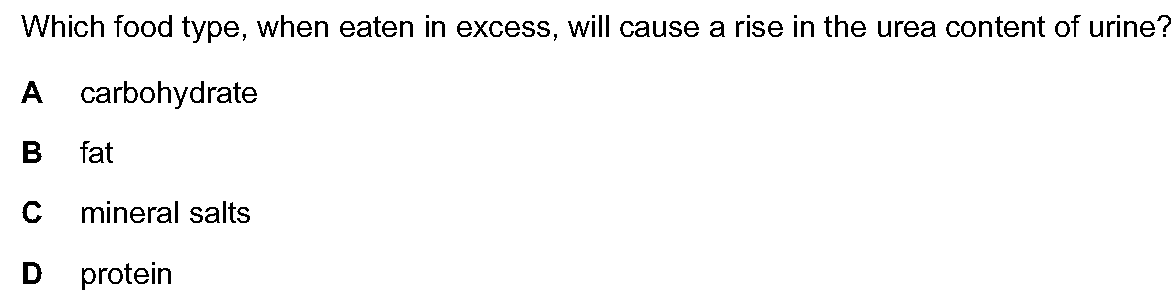 Which food type, when eaten in excess, will cause a rise in the urea content of urine?
A carbohydrate
B fat
C mineral salts
D protein